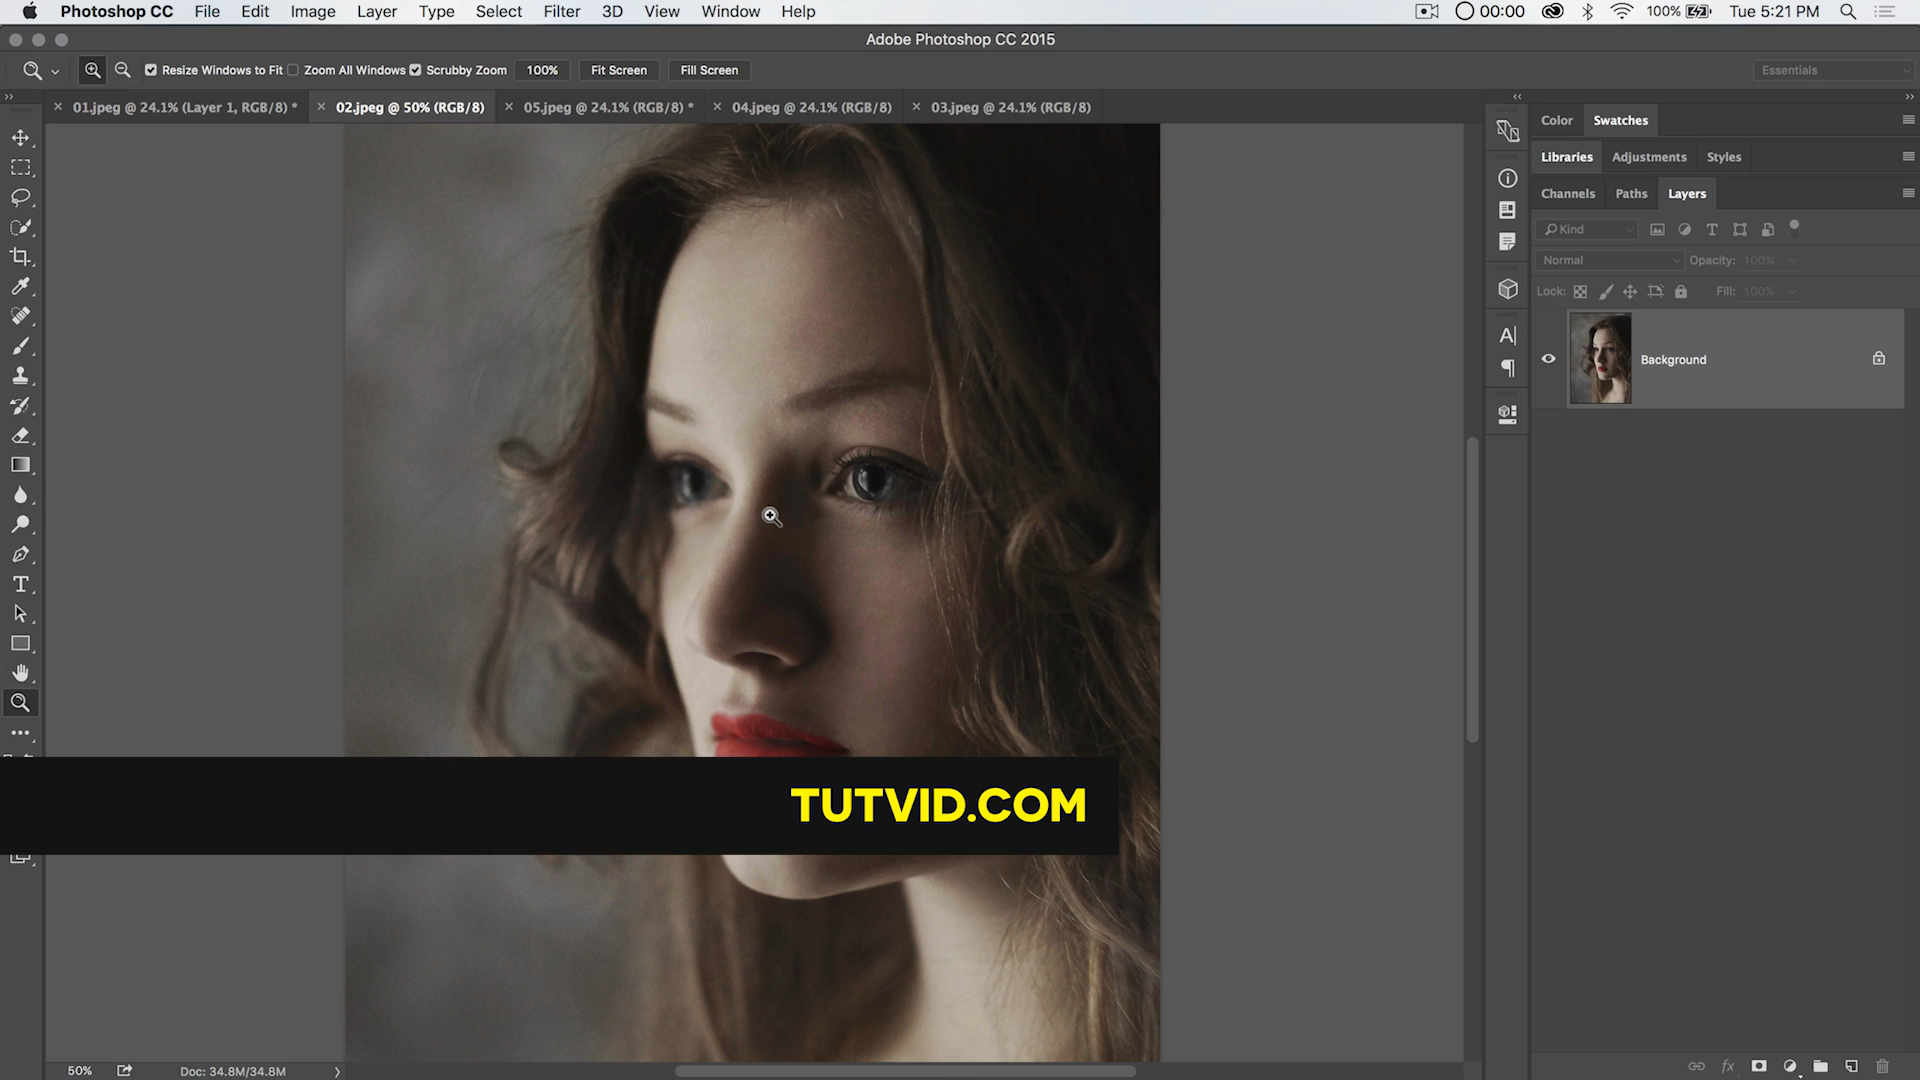 Photoshop CC File Edit Image Layer Type Select Filter 3D View Window Help 00:00 100% Tue 5:21 PM
Adobe Photoshop CC 2015
Resize Windows to Fit Zoom All Windows Scrubby Zoom 100% Fit Screen Fill Screen Essentials
01.jpeg @ 24.1% (Layer 1, RGB/8) * 02.jpeg @ 50% (RGB/8) 05.jpeg @ 24.1% (RGB/8) * 04.jpeg @ 24.1% (RGB/8) 03.jpeg @ 24.1% (RGB/8)
Color Swatches
Libraries Adjustments Styles
Channels Paths Layers
Kind
Normal Opacity: 100%
Lock: Fill: 100%
Background
TUTVID.COM
50% Doc: 34.8M/34.8M